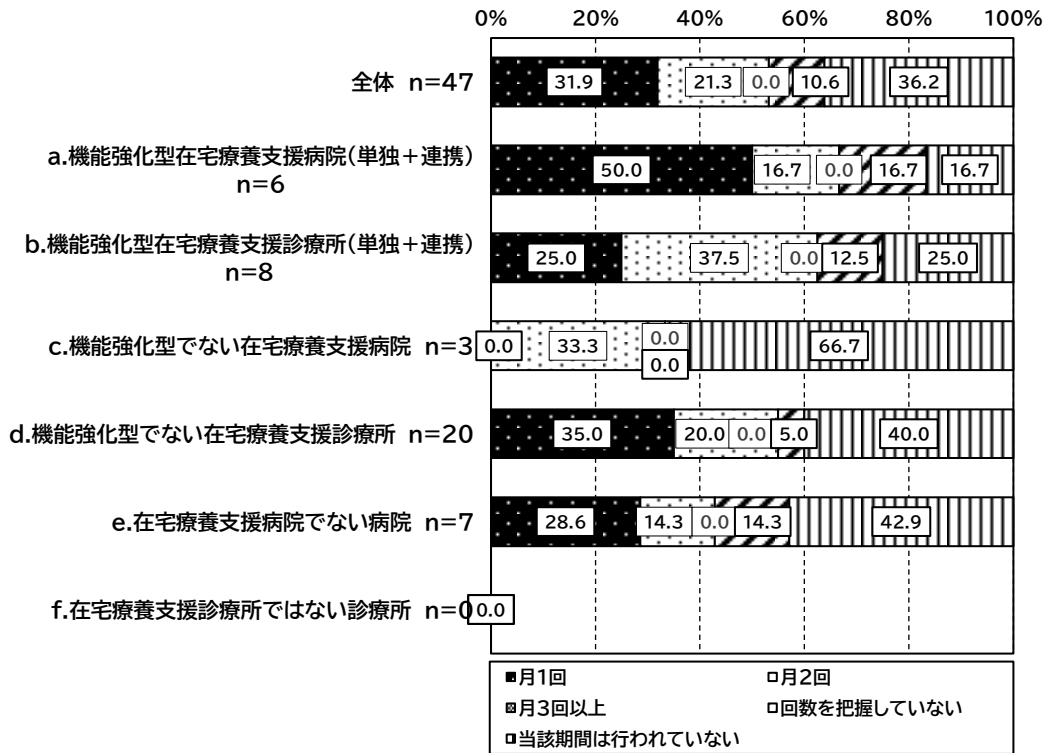 0% 20% 40% 60% 80% 100%
全体 n=47 31.9 21.3 0.0 10.6 36.2
a.機能強化型在宅療養支援病院(単独+連携)
n=6 50.0 16.7 0.0 16.7 16.7
b.機能強化型在宅療養支援診療所(単独+連携)
n=8 25.0 37.5 0.0 12.5 25.0
c.機能強化型でない在宅療養支援病院 n=3 0.0 33.3 0.0 0.0 66.7
d.機能強化型でない在宅療養支援診療所 n=20 35.0 20.0 0.0 5.0 40.0
e.在宅療養支援病院でない病院 n=7 28.6 14.3 0.0 14.3 42.9
f.在宅療養支援診療所ではない診療所 n=0 0.0
月1回 月2回
月3回以上 回数を把握していない
当該期間は行われていない